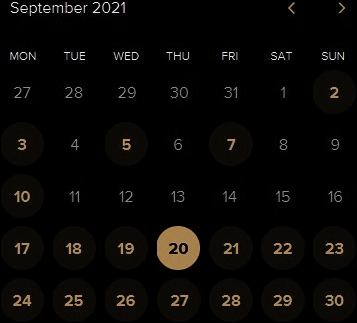 September 2021
MON TUE WED THU FRI SAT SUN
27 28 29 30 31 1 2
3 4 5 6 7 8 9
10 11 12 13 14 15 16
17 18 19 20 21 22 23
24 25 26 27 28 29 30